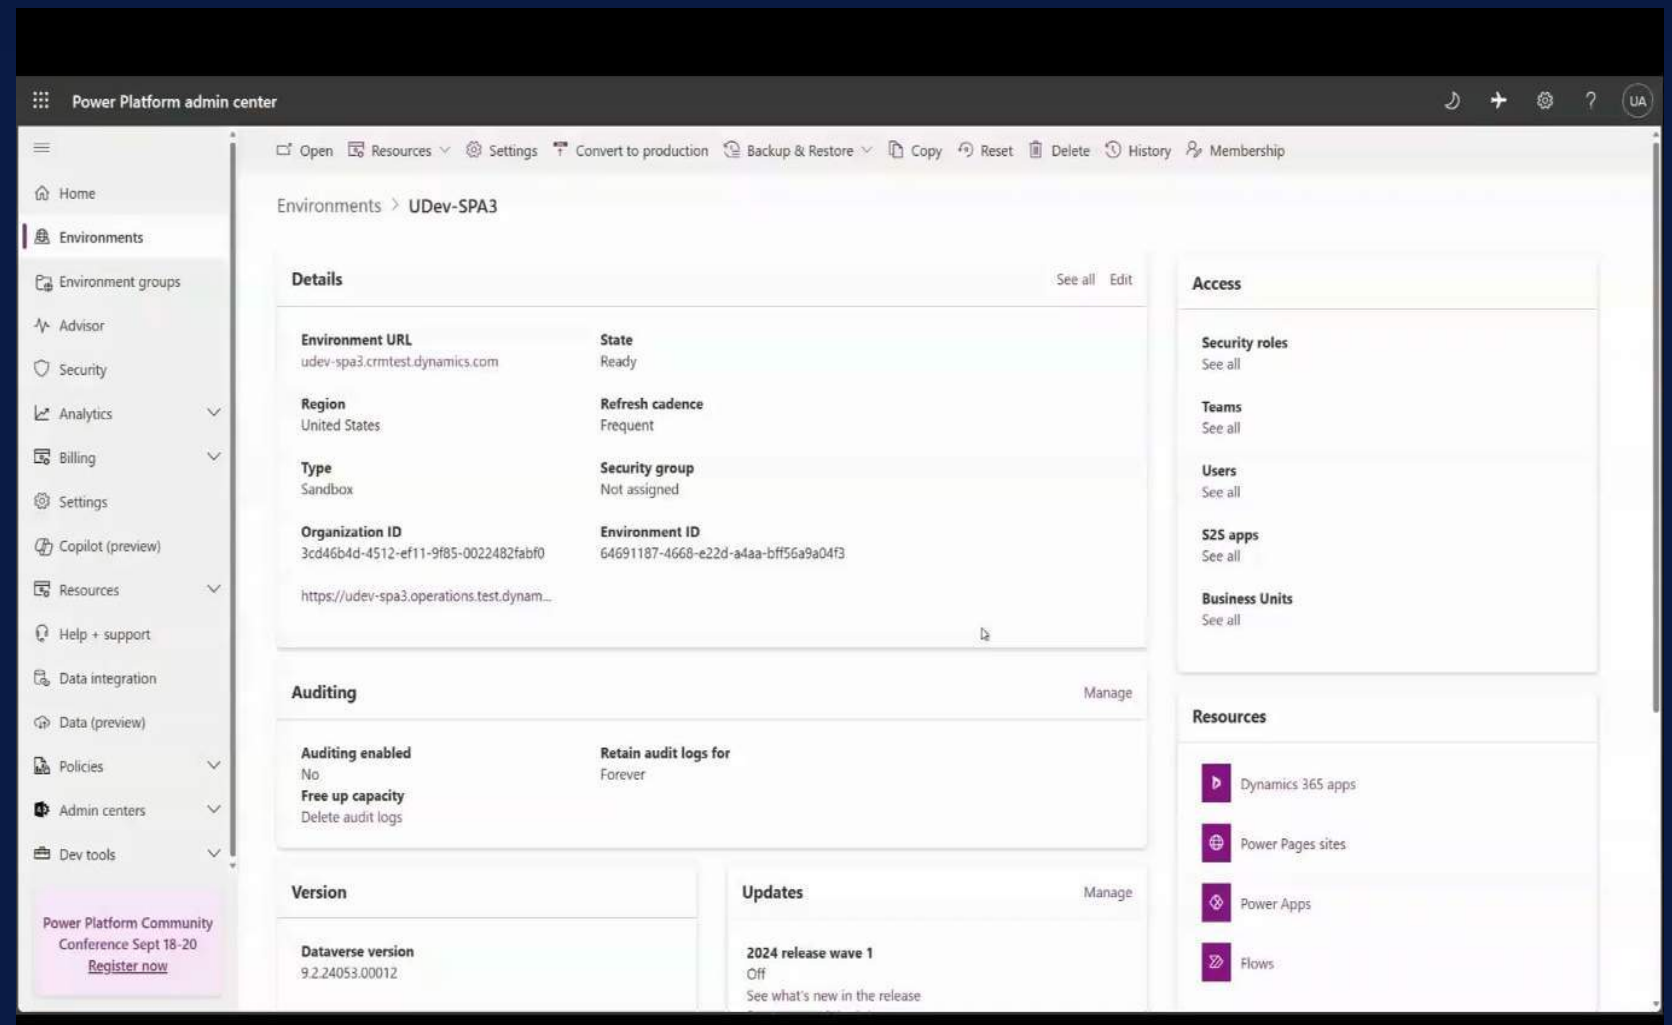 Power Platform admin center
UA
Open Resources Settings Convert to production Backup & Restore Copy Reset Delete History Membership
Home
Environments
Environment groups
Advisor
Security
Analytics
Billing
Settings
Copilot (preview)
Resources
Help + support
Data integration
Data (preview)
Policies
Admin centers
Dev tools
Power Platform Community
Conference Sept 18-20
Register now
Environments > UDev-SPA3
Details
See all Edit
Environment URL
udev-spa3.crmtest.dynamics.com
State
Ready
Region
United States
Refresh cadence
Frequent
Type
Sandbox
Security group
Not assigned
Organization ID
3cd46b4d-4512-ef11-9f85-0022482fabf0
Environment ID
64691187-4668-e22d-a4aa-bff56a9a04f3
https://udev-spa3.operations.test.dynam...
Auditing
Manage
Auditing enabled
No
Retain audit logs for
Forever
Free up capacity
Delete audit logs
Version
Dataverse version
9.2.24053.00012
Updates
Manage
2024 release wave 1
Off
See what's new in the release
Access
Security roles
See all
Teams
See all
Users
See all
S2S apps
See all
Business Units
See all
Resources
Dynamics 365 apps
Power Pages sites
Power Apps
Flows